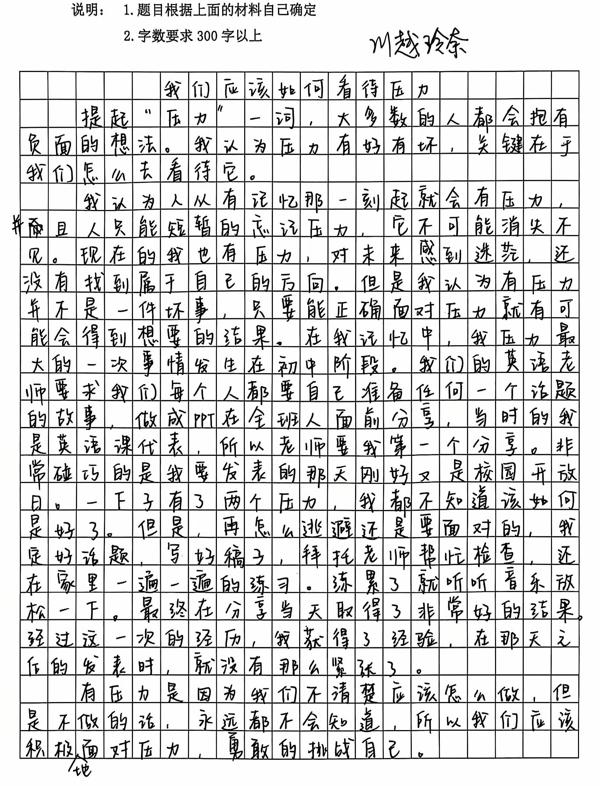 说明： 1.题目根据上面的材料自己确定
2.字数要求 300 字以上
川越玲奈
我们应该如何看待压力
提起“压力”一词，大多数的人都会抱有
负面的想法。我认为压力有好有坏，关键在于
我们怎么去看待它。
我认为人从有记忆那一刻起就会有压力，
并而且人只能短暂的忘记压力，它不可能消失不
见。现在的我也有压力，对未来感到迷茫，还
没有找到属于自己的方向。但是我认为有压力
并不是一件坏事，只要能正确面对压力就有可
能会得到想要的结果。在我记忆中，我压力最
大的一次事情发生在初中阶段。我们的英语老
师要求我们每个人都要自己准备任何一个话题
的故事，做成PPT在全班人面前分享，当时的我
是英语课代表，所以老师要我第一个分享。非
常碰巧的是我要发表的那天刚好又是校园开放
日。一下子有了两个压力，我都不知道该如何
是好了。但是，再怎么逃避还是要面对的，我
定好话题，写好稿子，拜托老师帮忙检查，还
在家里一遍一遍的练习。练累了就听听音乐放
松一下。最终在分享当天取得了非常好的结果。
经过这一次的经历，我获得了经验，在那天之
后的发表时，就没有那么紧张了。
有压力是因为我们不清楚应该怎么做，但
是不做的话，永远都不会知道，所以我们应该
积极地面对压力，勇敢的挑战自己。